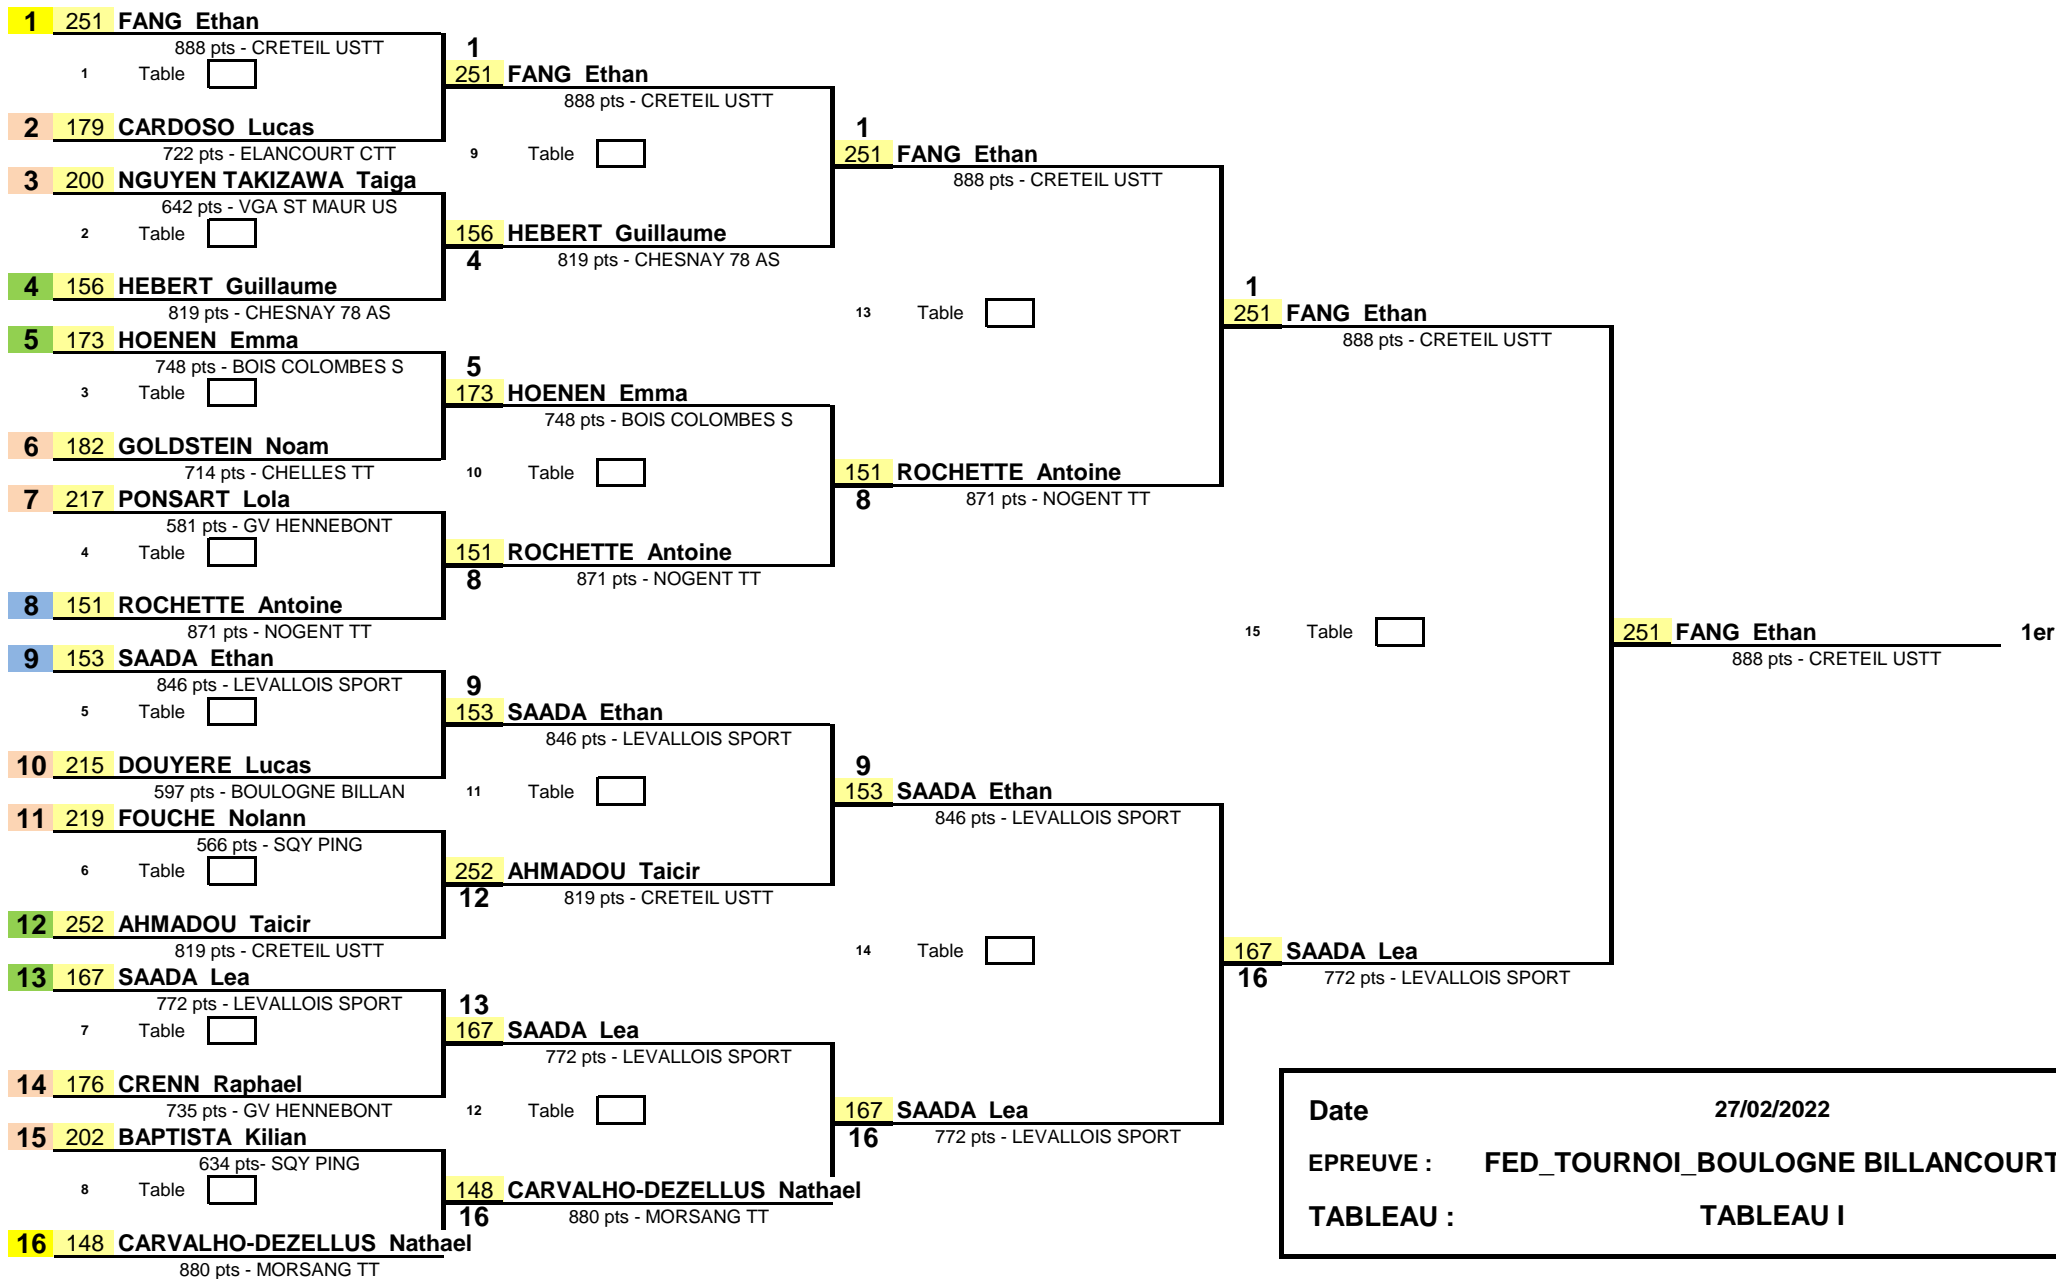 1 251 FANG Ethan
888 pts - CRETEIL USTT
1 Table
2 179 CARDOSO Lucas
722 pts - ELANCOURT CTT
3 200 NGUYEN TAKIZAWA Taiga
642 pts - VGA ST MAUR US
2 Table
4 156 HEBERT Guillaume
819 pts - CHESNAY 78 AS
5 173 HOENEN Emma
748 pts - BOIS COLOMBES S
3 Table
6 182 GOLDSTEIN Noam
714 pts - CHELLES TT
7 217 PONSART Lola
581 pts - GV HENNEBONT
4 Table
8 151 ROCHETTE Antoine
871 pts - NOGENT TT
9 153 SAADA Ethan
846 pts - LEVALLOIS SPORT
5 Table
10 215 DOUYERE Lucas
597 pts - BOULOGNE BILLAN
11 219 FOUCHE Nolann
566 pts - SQY PING
6 Table
12 252 AHMADOU Taicir
819 pts - CRETEIL USTT
13 167 SAADA Lea
772 pts - LEVALLOIS SPORT
7 Table
14 176 CRENN Raphael
735 pts - GV HENNEBONT
15 202 BAPTISTA Kilian
634 pts- SQY PING
8 Table
16 148 CARVALHO-DEZELLUS Nathael
880 pts - MORSANG TT
1
251 FANG Ethan
888 pts - CRETEIL USTT
9 Table
156 HEBERT Guillaume
4 819 pts - CHESNAY 78 AS
5
173 HOENEN Emma
748 pts - BOIS COLOMBES S
10 Table
151 ROCHETTE Antoine
8 871 pts - NOGENT TT
9
153 SAADA Ethan
846 pts - LEVALLOIS SPORT
11 Table
252 AHMADOU Taicir
12 819 pts - CRETEIL USTT
13
167 SAADA Lea
772 pts - LEVALLOIS SPORT
12 Table
148 CARVALHO-DEZELLUS Nathael
16 880 pts - MORSANG TT
1
251 FANG Ethan
888 pts - CRETEIL USTT
13 Table
151 ROCHETTE Antoine
8 871 pts - NOGENT TT
9
153 SAADA Ethan
846 pts - LEVALLOIS SPORT
14 Table
167 SAADA Lea
16 772 pts - LEVALLOIS SPORT
1
251 FANG Ethan
888 pts - CRETEIL USTT
15 Table
167 SAADA Lea
16 772 pts - LEVALLOIS SPORT
251 FANG Ethan 1er
888 pts - CRETEIL USTT
Date 27/02/2022
EPREUVE : FED_TOURNOI_BOULOGNE BILLANCOURT
TABLEAU : TABLEAU I